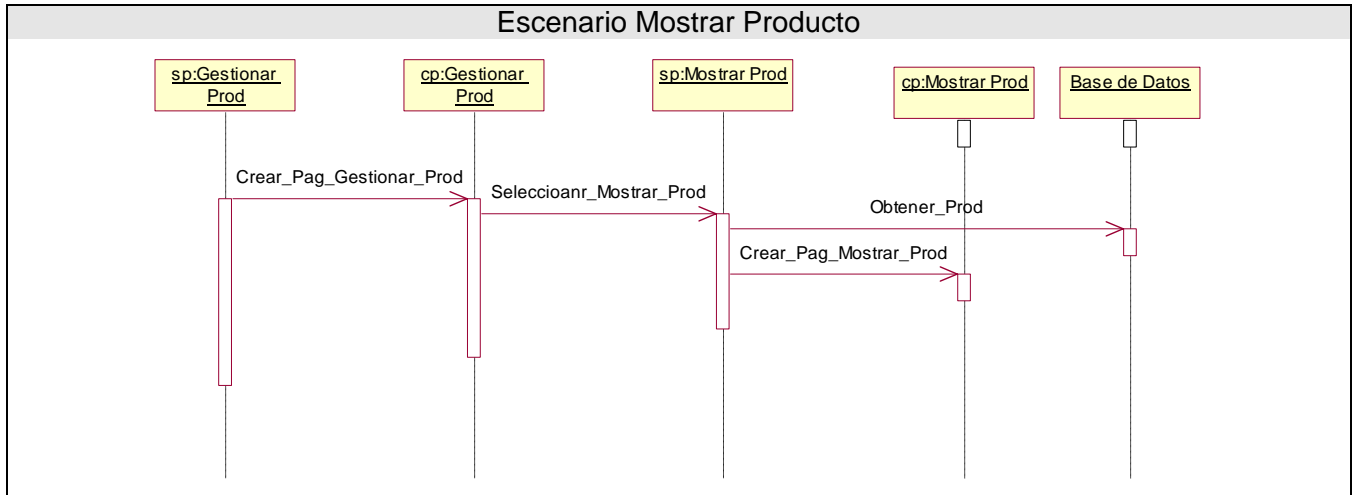 Escenario Mostrar Producto
sp:Gestionar
Prod
cp:Gestionar
Prod
sp:Mostrar Prod
cp:Mostrar Prod
Base de Datos
Crear_Pag_Gestionar_Prod
Seleccioanr_Mostrar_Prod
Obtener_Prod
Crear_Pag_Mostrar_Prod